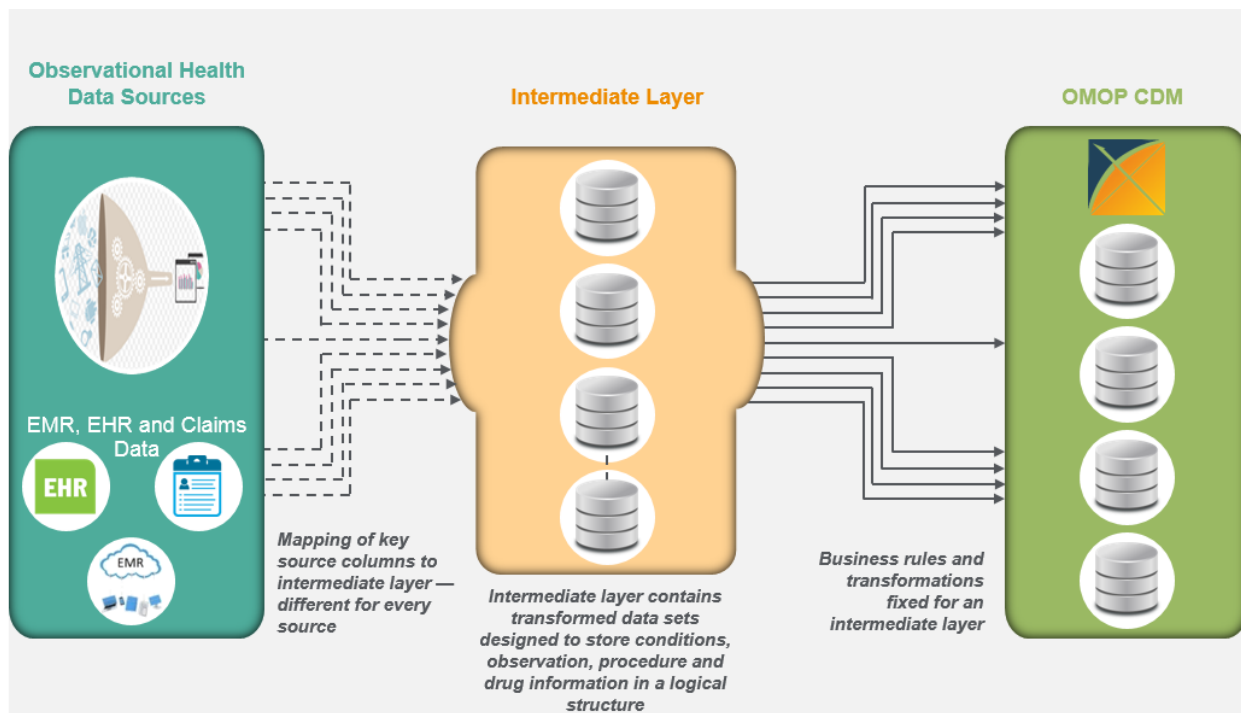 Observational Health
Data Sources
Intermediate Layer
OMOP CDM
EMR, EHR and Claims
Data
EHR
EMR
Mapping of key
source columns to
intermediate layer —
different for every
source
Intermediate layer contains
transformed data sets
designed to store conditions,
observation, procedure and
drug information in a logical
structure
Business rules and
transformations
fixed for an
intermediate layer